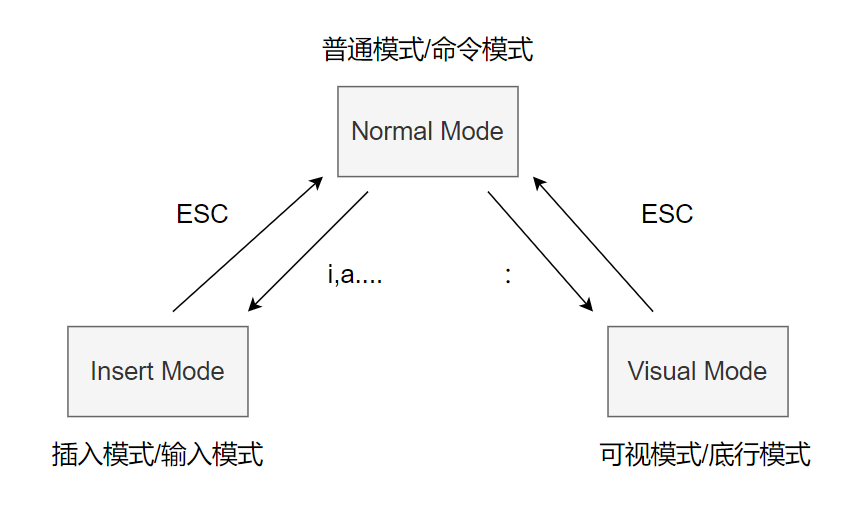 普通模式/命令模式
Normal Mode
ESC
ESC
i,a....
:
Insert Mode
Visual Mode
插入模式/输入模式
可视模式/底行模式